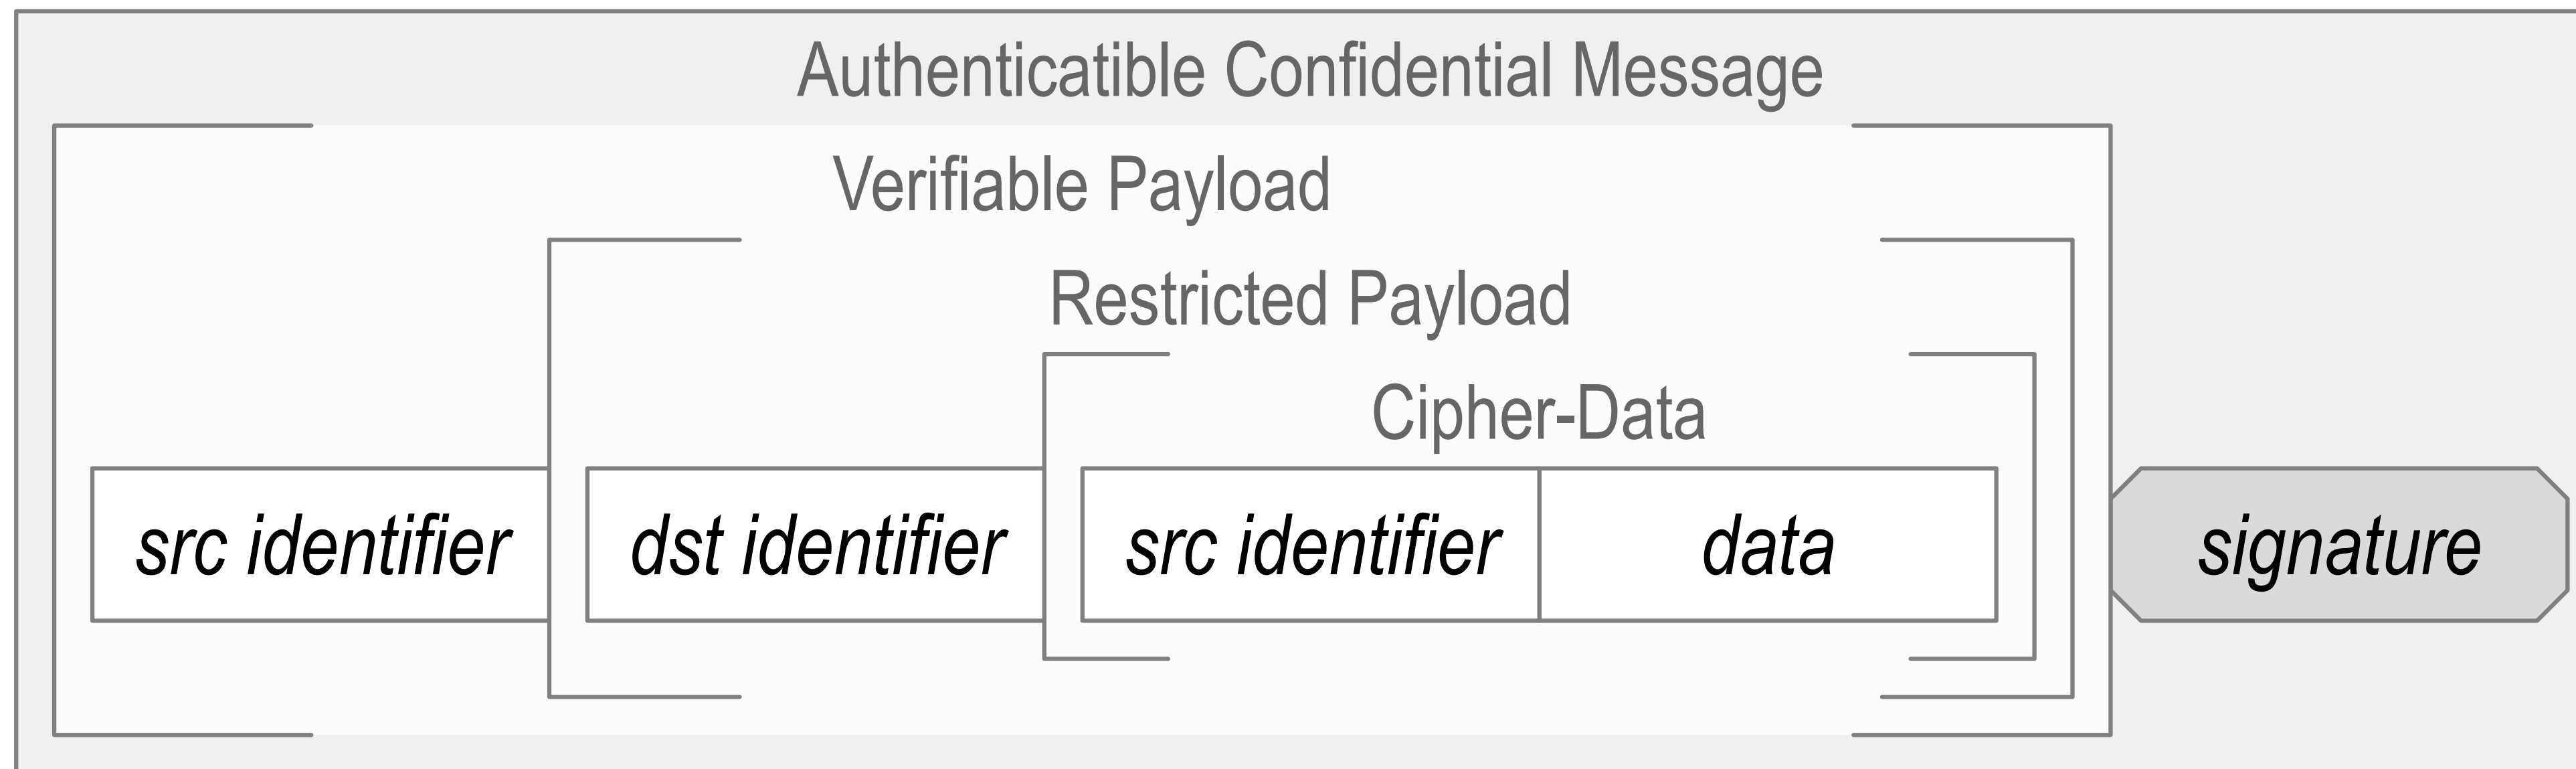 Authenticatible Confidential Message
Verifiable Payload
Restricted Payload
Cipher-Data
src identifier dst identifier src identifier data signature